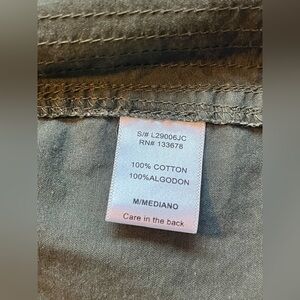 S/# L29006JC
RN# 133678
100% COTTON
100%ALGODON
M/MEDIANO
Care in the back